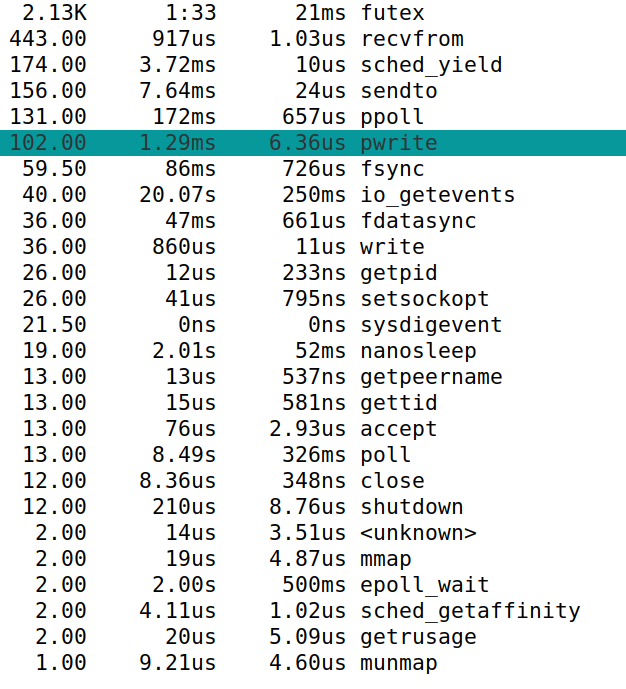 2.13K 1:33 21ms futex
443.00 917us 1.03us recvfrom
174.00 3.72ms 10us sched_yield
156.00 7.64ms 24us sendto
131.00 172ms 657us ppoll
102.00 1.29ms 6.36us pwrite
59.50 86ms 726us fsync
40.00 20.07s 250ms io_getevents
36.00 47ms 661us fdatasync
36.00 860us 11us write
26.00 12us 233ns getpid
26.00 41us 795ns setsockopt
21.50 0ns 0ns sysdigevent
19.00 2.01s 52ms nanosleep
13.00 13us 537ns getpeername
13.00 15us 581ns gettid
13.00 76us 2.93us accept
13.00 8.49s 326ms poll
12.00 8.36us 348ns close
12.00 210us 8.76us shutdown
2.00 14us 3.51us <unknown>
2.00 19us 4.87us mmap
2.00 2.00s 500ms epoll_wait
2.00 4.11us 1.02us sched_getaffinity
2.00 20us 5.09us getrusage
1.00 9.21us 4.60us munmap